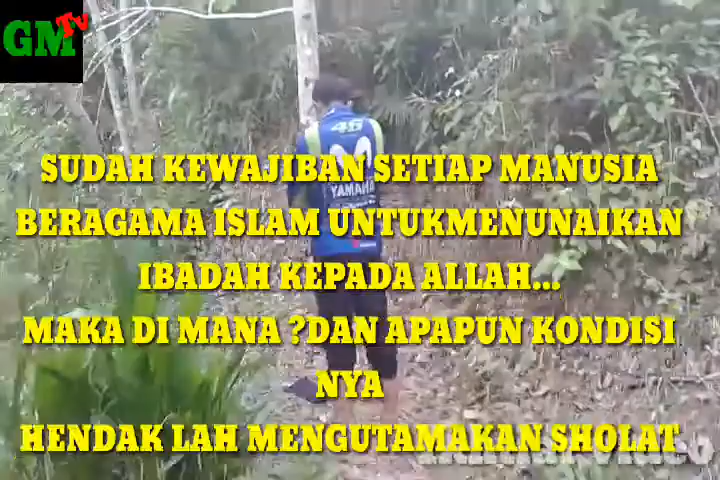 GM TV
46
YAMAHA
SUDAH KEWAJIBAN SETIAP MANUSIA
BERAGAMA ISLAM UNTUKMENUNAIKAN
IBADAH KEPADA ALLAH...
MAKA DI MANA ?DAN APAPUN KONDISI
NYA
HENDAK LAH MENGUTAMAKAN SHOLAT